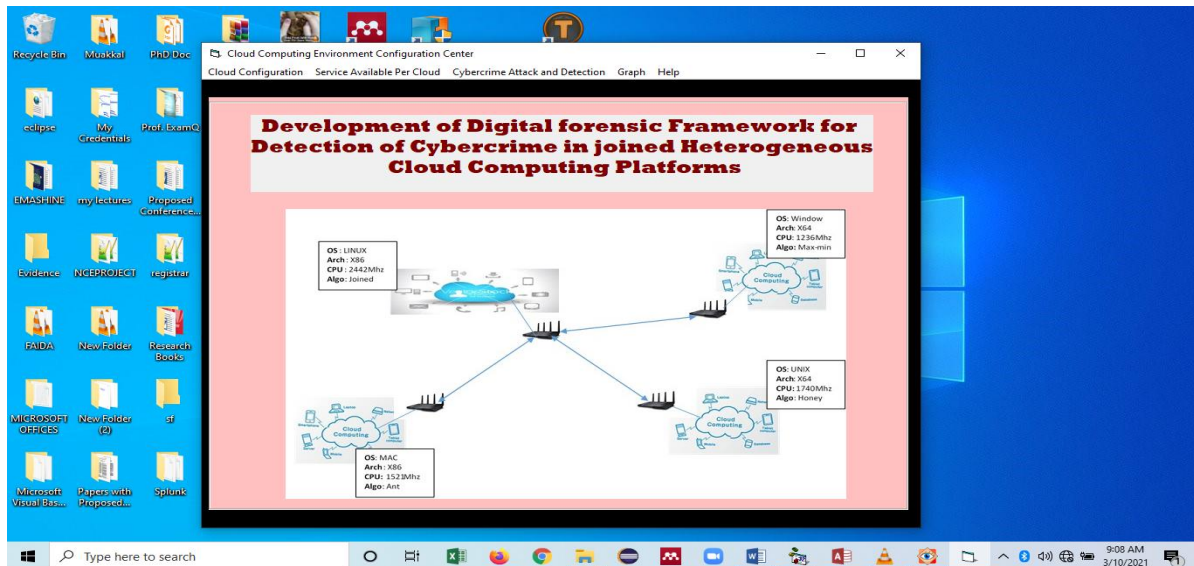 Recycle Bin
Muakkal
PhD Doc
eclipse
My
Credentials
Prof. ExamQ
EMASHINE
my lectures
Proposed
Conference...
Evidence
NGEPROJECT
registrar
FAIDA
New Folder
Research
Books
MICROSOFT
OFFICES
New Folder
(2)
sf
Microsoft
Visual Bas...
Papers with
Proposed...
Splunk
Cloud Computing Environment Configuration Center
Cloud Configuration Service Available Per Cloud Cybercrime Attack and Detection Graph Help
Development of Digital forensic Framework for
Detection of Cybercrime in joined Heterogeneous
Cloud Computing Platforms
OS : LINUX
Arch : X86
CPU : 2442Mhz
Algo: Joined
OS: Window
Arch: X64
CPU: 1236Mhz
Algo: Max-min
Cloud
Computing
OS: UNIX
Arch: X64
CPU: 1740Mhz
Algo: Honey
Cloud
Computing
Cloud
Computing
OS: MAC
Arch : X86
CPU: 1521Mhz
Algo: Ant
Type here to search
9:08 AM
3/10/2021